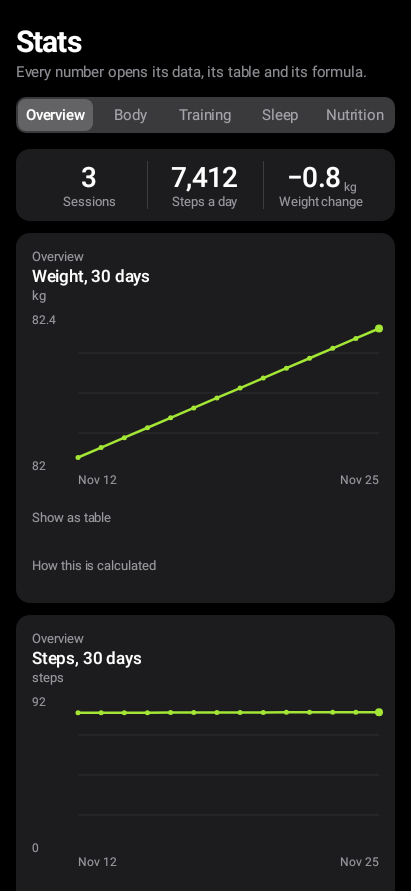 Stats
Every number opens its data, its table and its formula.
Overview Body Training Sleep Nutrition
3 7,412 −0.8 kg
Sessions Steps a day Weight change
Overview
Weight, 30 days
kg
82.4
82
Nov 12 Nov 25
Show as table
How this is calculated
Overview
Steps, 30 days
steps
92
0
Nov 12 Nov 25